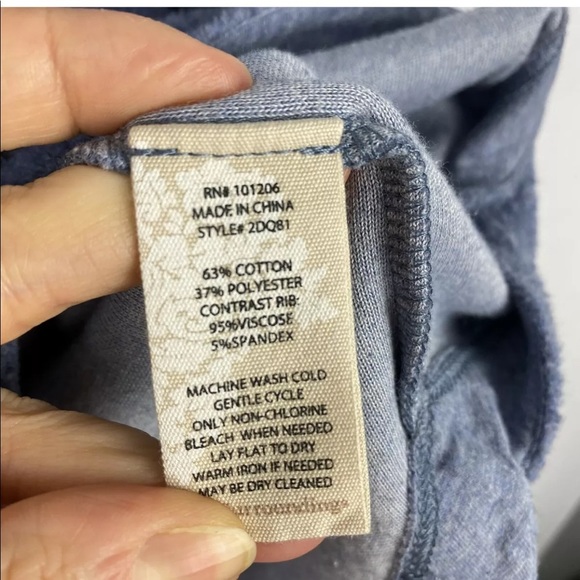 RN# 101206
MADE IN CHINA
STYLE# 2DQ81
63% COTTON
37% POLYESTER
CONTRAST RIB:
95%VISCOSE
5%SPANDEX
MACHINE WASH COLD
GENTLE CYCLE
ONLY NON-CHLORINE
BLEACH WHEN NEEDED
LAY FLAT TO DRY
WARM IRON IF NEEDED
MAY BE DRY CLEANED